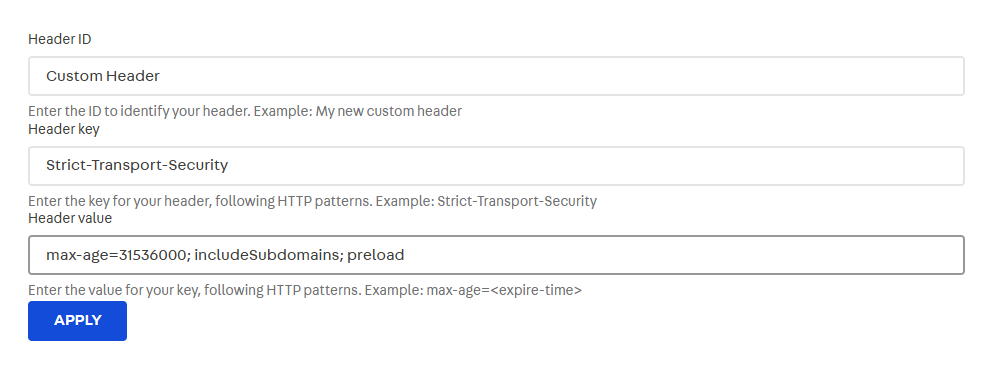 Header ID
Custom Header
Enter the ID to identify your header. Example: My new custom header
Header key
Strict-Transport-Security
Enter the key for your header, following HTTP patterns. Example: Strict-Transport-Security
Header value
max-age=31536000; includeSubdomains; preload
Enter the value for your key, following HTTP patterns. Example: max-age=<expire-time>
APPLY